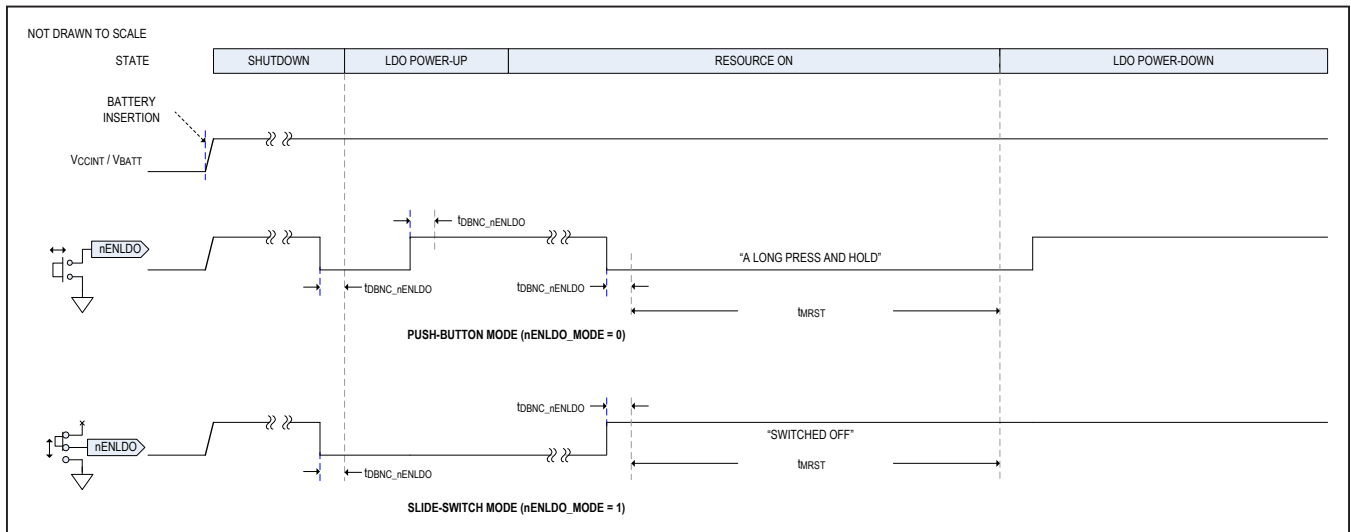 NOT DRAWN TO SCALE
STATE SHUTDOWN LDO POWER-UP RESOURCE ON LDO POWER-DOWN
BATTERY
INSERTION
VCCINT / VBATT
tDBNC_nENLDO
nENLDO
"A LONG PRESS AND HOLD"
tDBNC_nENLDO tDBNC_nENLDO
tMRST
PUSH-BUTTON MODE (nENLDO_MODE = 0)
tDBNC_nENLDO
"SWITCHED OFF"
nENLDO
tMRST
tDBNC_nENLDO
SLIDE-SWITCH MODE (nENLDO_MODE = 1)